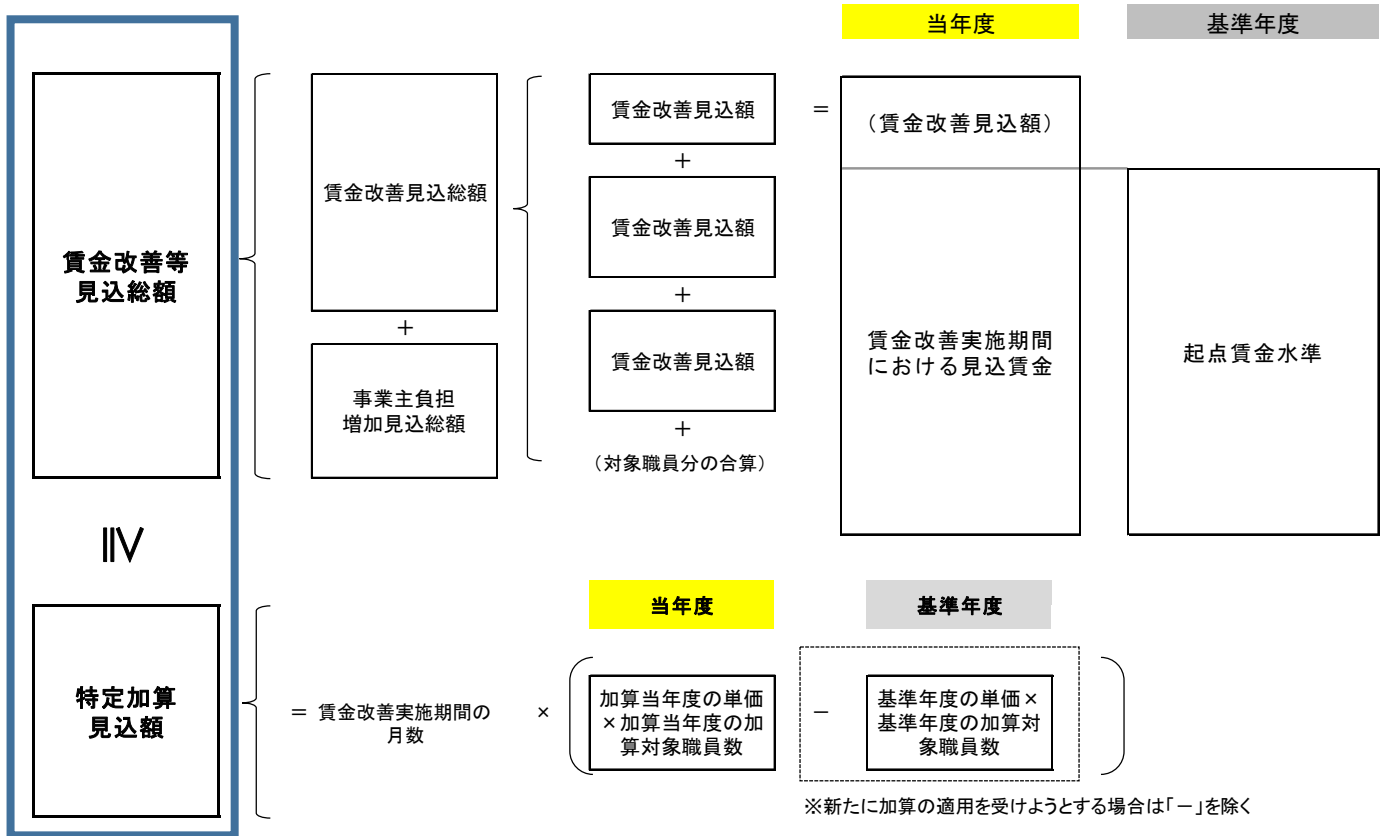 当年度
基準年度
賃金改善等
見込総額
賃金改善見込総額
+
事業主負担
増加見込総額
賃金改善見込額
+
賃金改善見込額
+
賃金改善見込額
+
(対象職員分の合算)
=
(賃金改善見込額)
賃金改善実施期間
における見込賃金
起点賃金水準
≧
特定加算
見込額
= 賃金改善実施期間の
月数
×
当年度
加算当年度の単価
×加算当年度の加
算対象職員数
−
基準年度
基準年度の単価×
基準年度の加算対
象職員数
※新たに加算の適用を受けようとする場合は「−」を除く